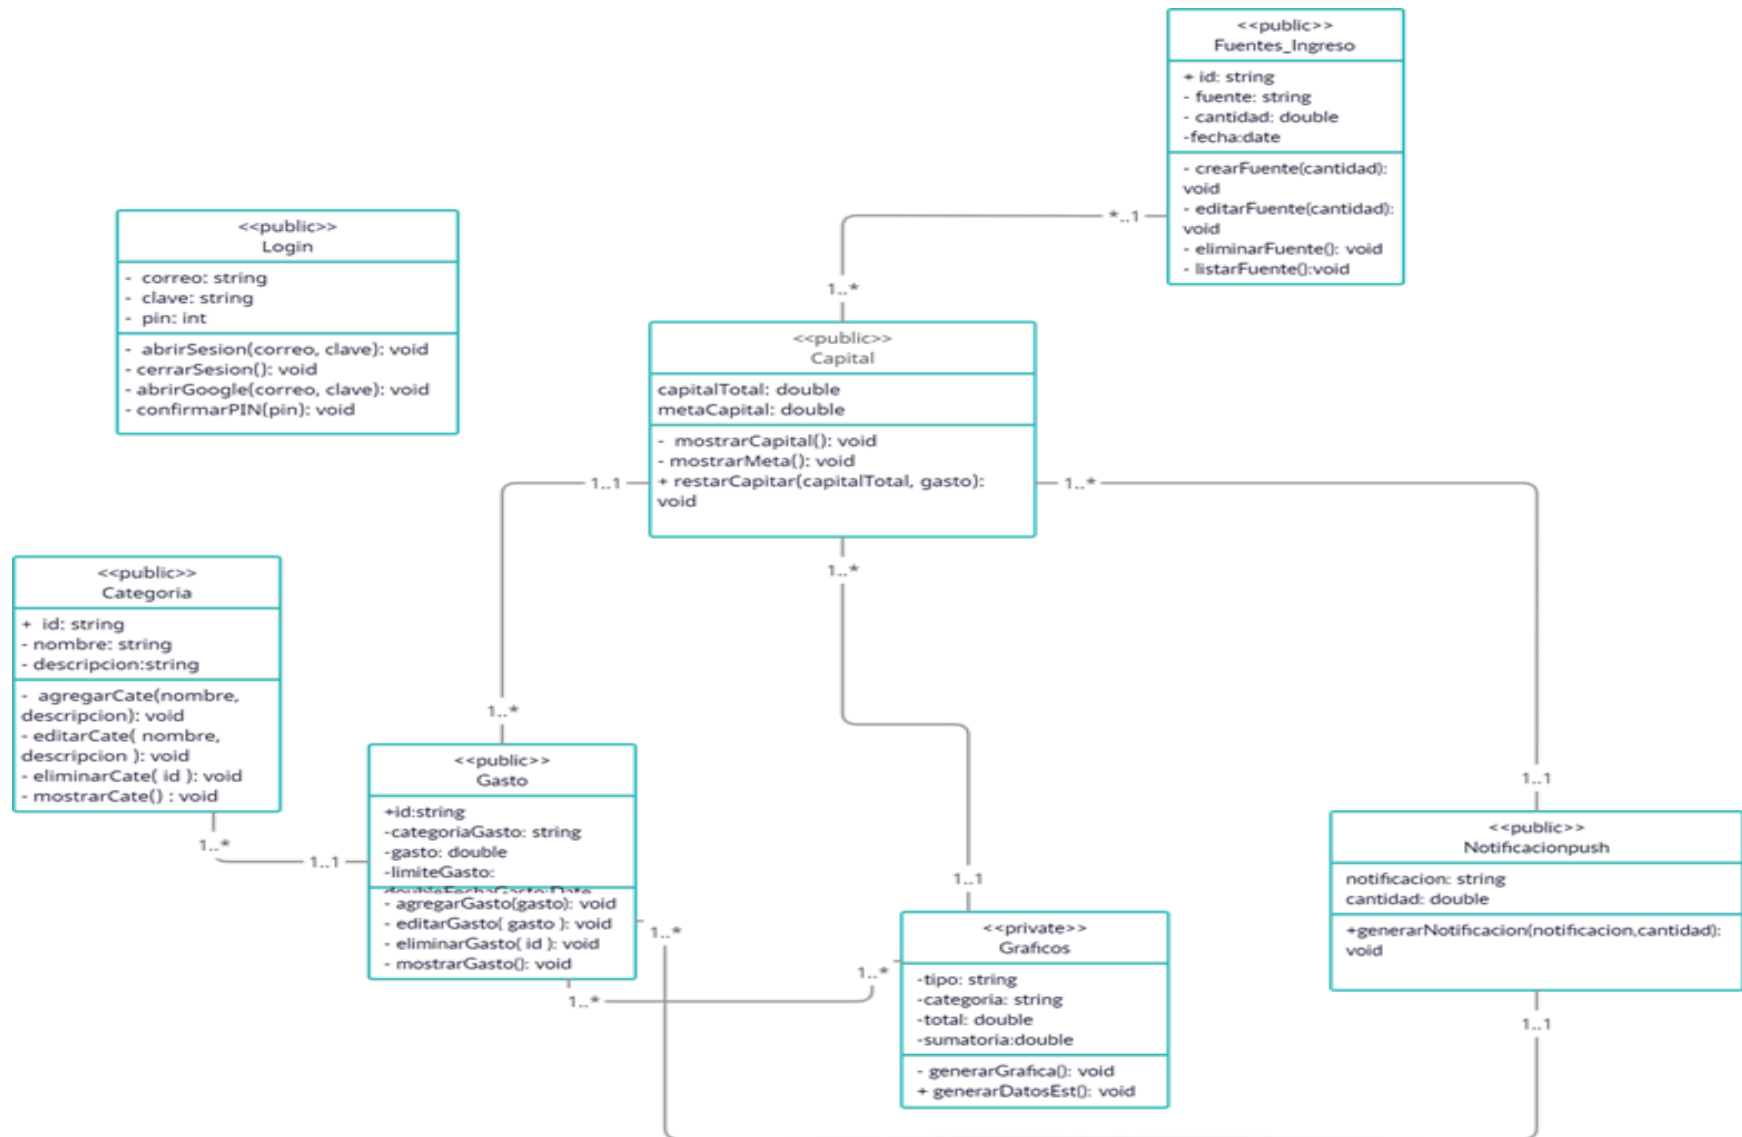 <<public>>
Fuentes_Ingreso
+ id: string
- fuente: string
- cantidad: double
-fecha:date
- crearFuente(cantidad):
void
- editarFuente(cantidad):
void
- eliminarFuente(): void
- listarFuente():void
*..1
1..*
<<public>>
Login
- correo: string
- clave: string
- pin: int
- abrirSesion(correo, clave): void
- cerrarSesion(): void
- abrirGoogle(correo, clave): void
- confirmarPIN(pin): void
<<public>>
Capital
capitalTotal: double
metaCapital: double
- mostrarCapital(): void
- mostrarMeta(): void
+ restarCapitar(capitalTotal, gasto):
void
1..1
1..*
1..*
<<public>>
Categoria
+ id: string
- nombre: string
- descripcion:string
- agregarCate(nombre,
descripcion): void
- editarCate( nombre,
descripcion ): void
- eliminarCate( id ): void
- mostrarCate() : void
1..*
1..1
1..*
<<public>>
Gasto
+id:string
-categoriaGasto: string
-gasto: double
-limiteGasto:
doubleFechaGasto:Date
- agregarGasto(gasto): void
- editarGasto( gasto ): void
- eliminarGasto( id ): void
- mostrarGasto(): void
1..*
1..*
1..*
1..1
<<private>>
Graficos
-tipo: string
-categoria: string
-total: double
-sumatoria:double
- generarGrafica(): void
+ generarDatosEst(): void
1..1
<<public>>
Notificacionpush
notificacion: string
cantidad: double
+generarNotificacion(notificacion,cantidad):
void
1..1